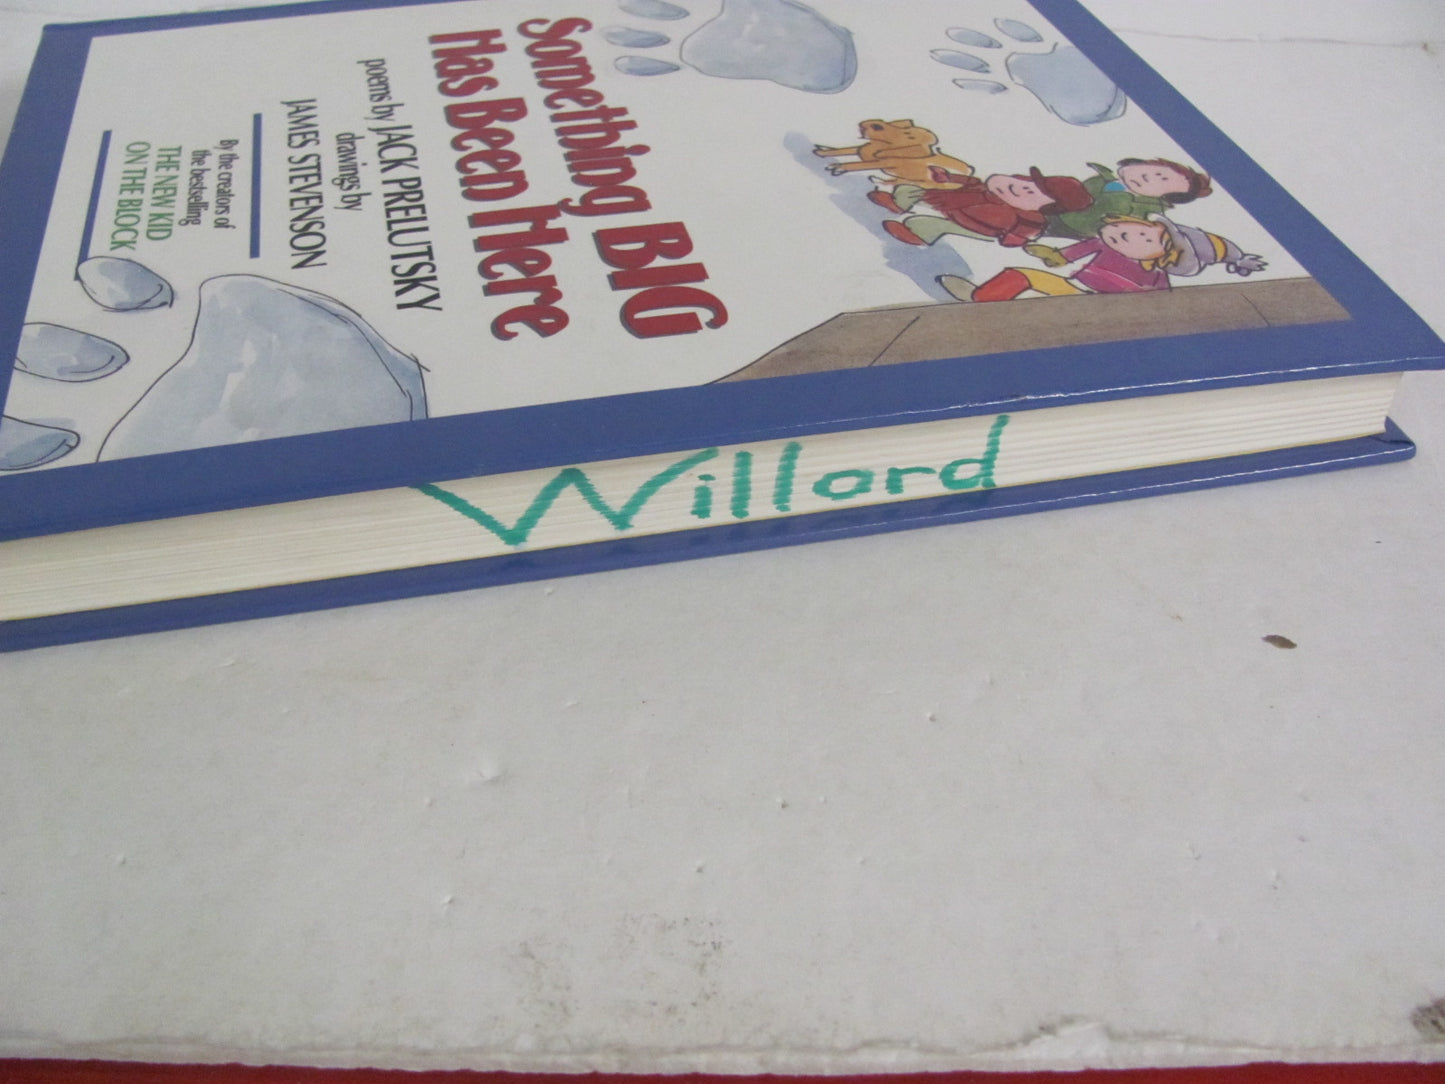 Something BIG
Has Been Here
poems by JACK PRELUTSKY
drawings by
JAMES STEVENSON
By the creators of
the bestselling
THE NEW KID
ON THE BLOCK
Willard